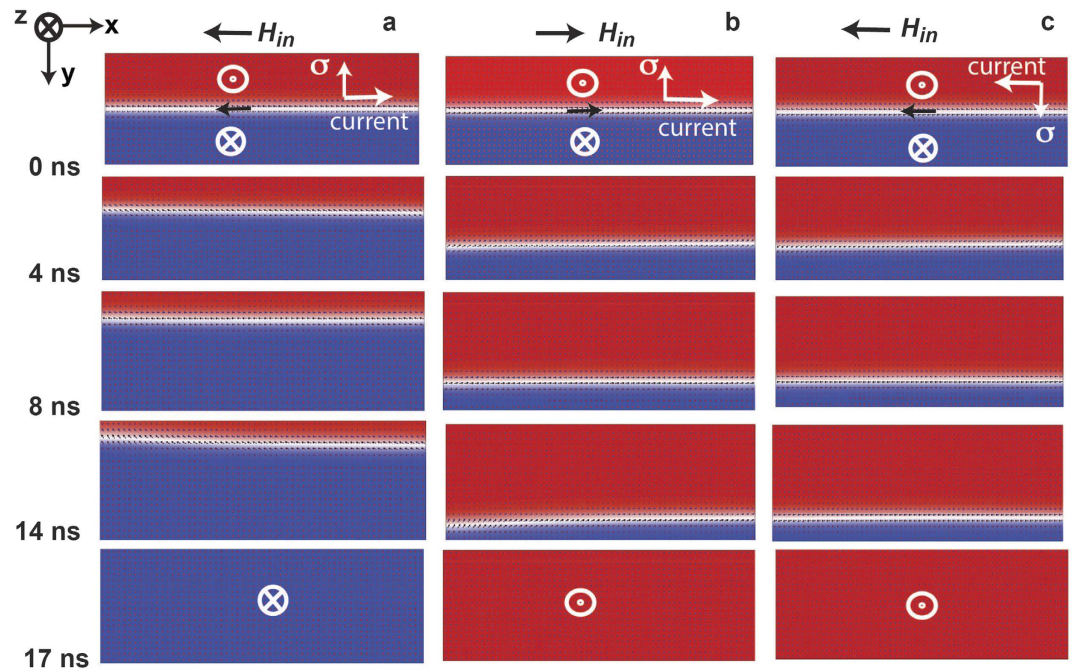 z x y
H_in a
H_in b
H_in c
σ current
σ current
current σ
0 ns
4 ns
8 ns
14 ns
17 ns